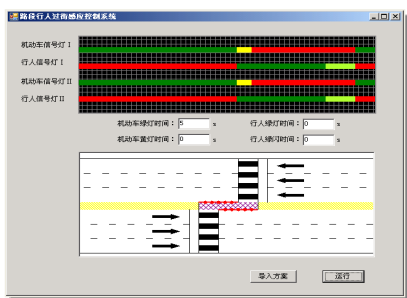 路段行人过街感应控制系统
机动车信号灯 I
行人信号灯 I
机动车信号灯 II
行人信号灯 II
机动车绿灯时间： 5 s 行人绿灯时间： 0 s
机动车黄灯时间： 0 s 行人绿闪时间： 0 s
导入方案 运行